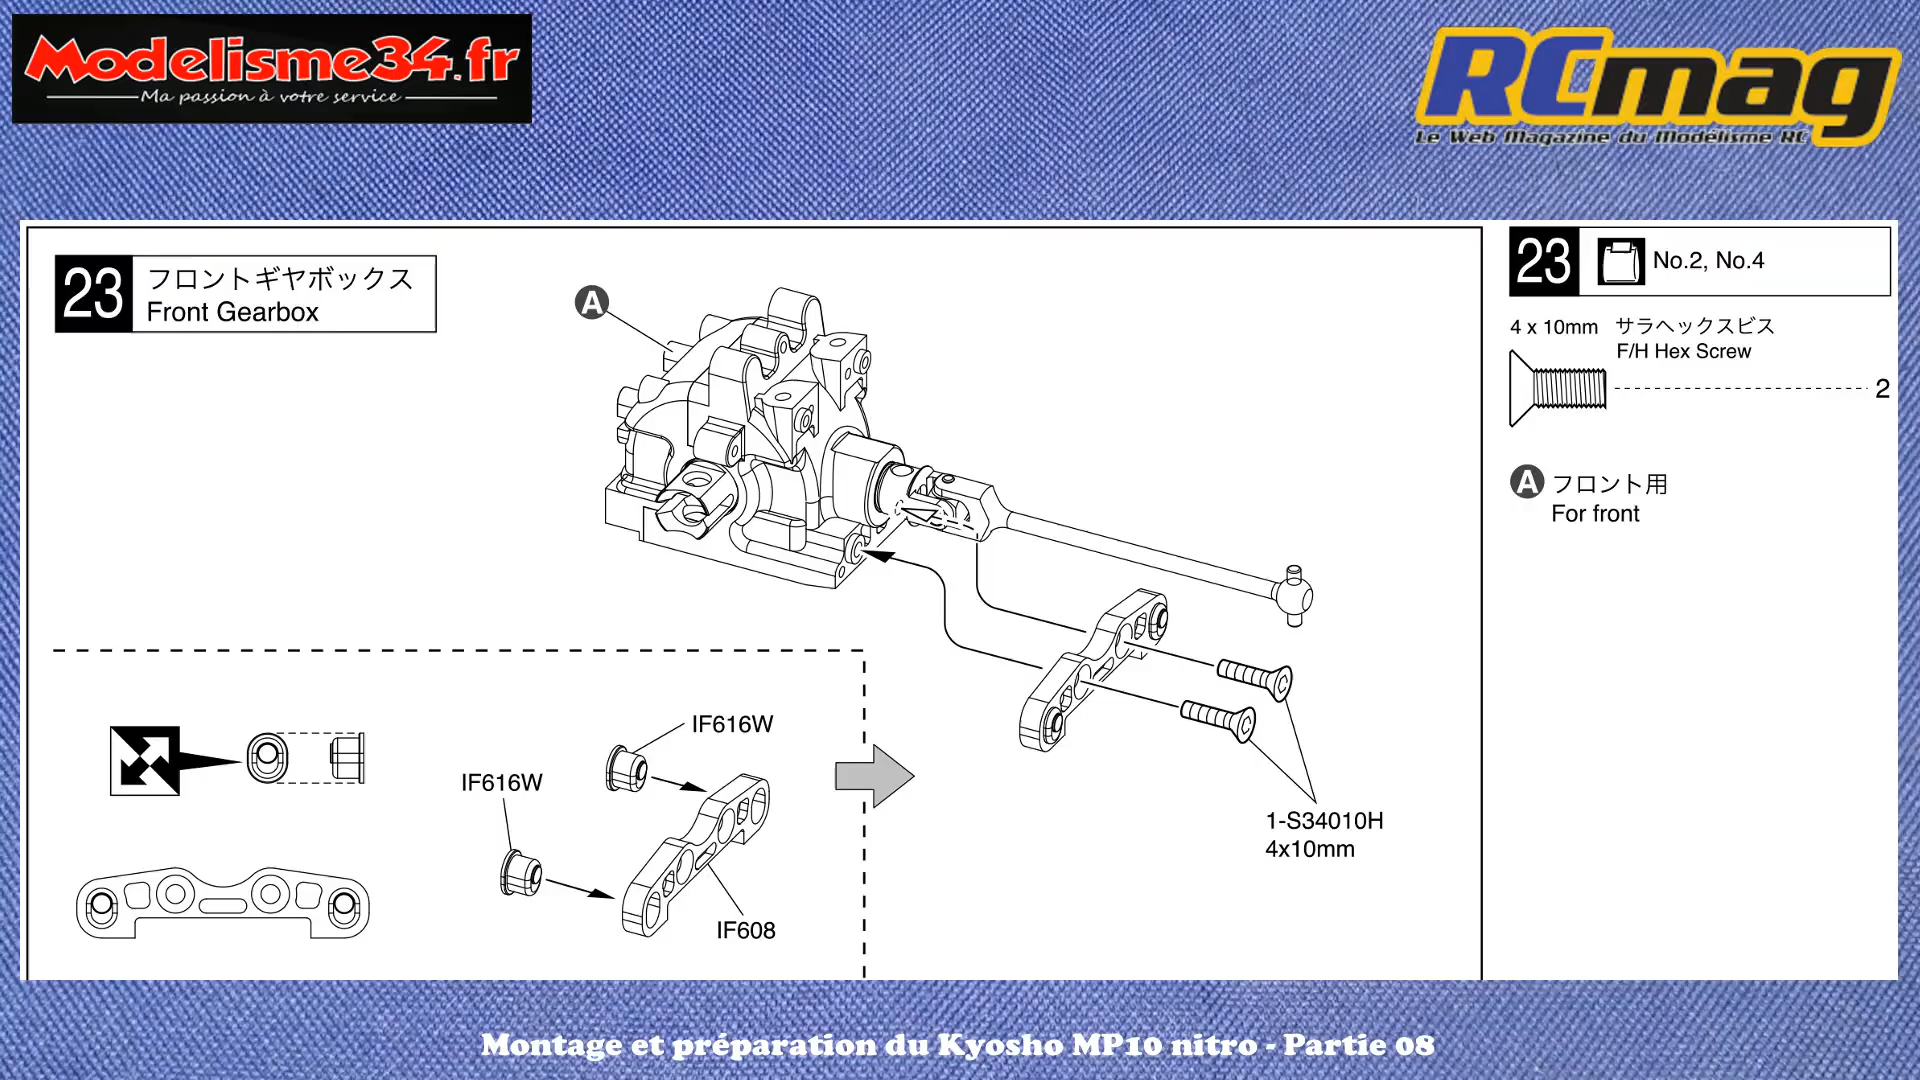 Modelisme34.fr
Ma passion à votre service
RCmag
Le Web Magazine du Modélisme RC
23
フロントギヤボックス
Front Gearbox
A
23
No.2, No.4
4 x 10mm サラヘックスビス
F/H Hex Screw
2
A フロント用
For front
IF616W
IF616W
IF608
1-S34010H
4x10mm
Montage et préparation du Kyosho MP10 nitro - Partie 08